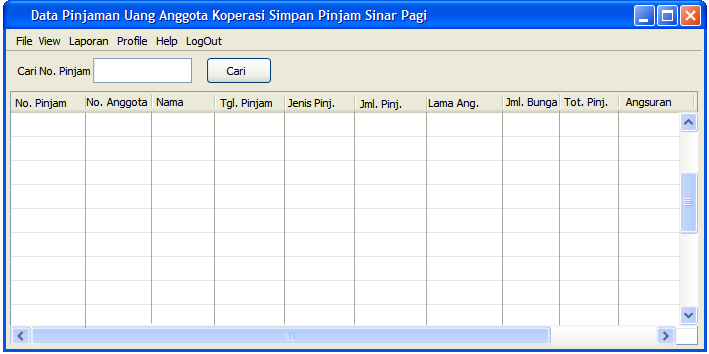 Data Pinjaman Uang Anggota Koperasi Simpan Pinjam Sinar Pagi
File View Laporan Profile Help LogOut
Cari No. Pinjam Cari
No. Pinjam No. Anggota Nama Tgl. Pinjam Jenis Pinj. Jml. Pinj. Lama Ang. Jml. Bunga Tot. Pinj. Angsuran